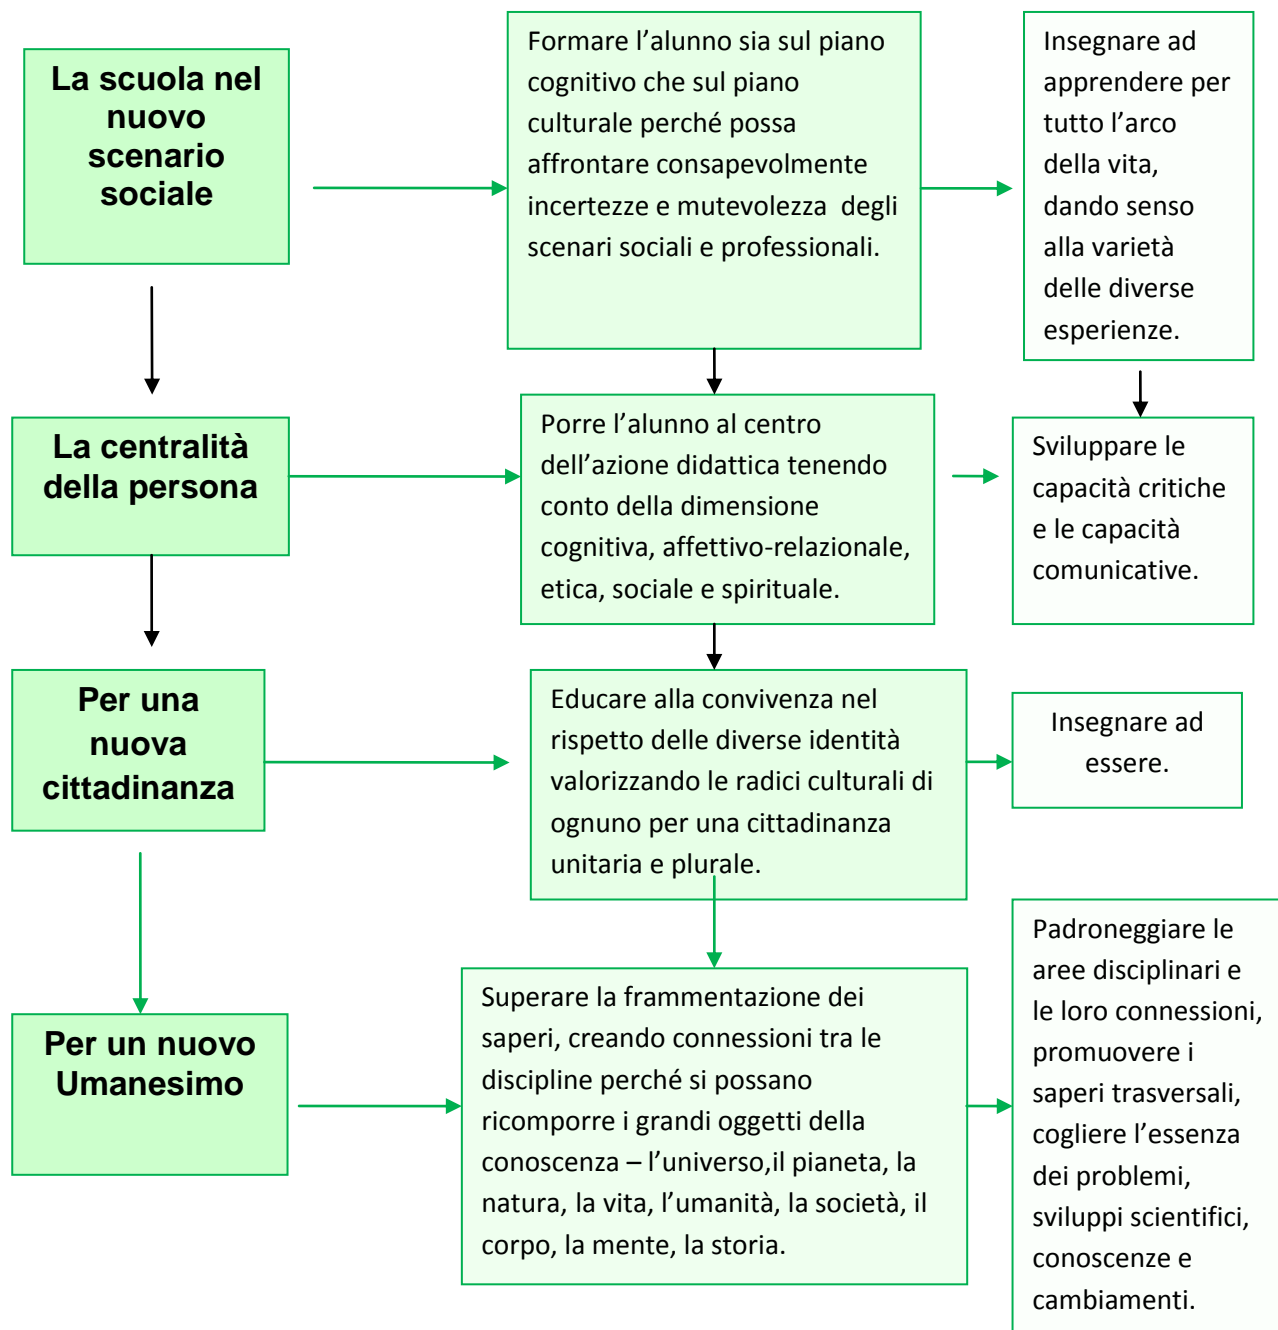 La scuola nel
nuovo
scenario
sociale
Formare l’alunno sia sul piano
cognitivo che sul piano
culturale perché possa
affrontare consapevolmente
incertezze e mutevolezza  degli
scenari sociali e professionali.
Insegnare ad
apprendere per
tutto l’arco
della vita,
dando senso
alla varietà
delle diverse
esperienze.
La centralità
della persona
Porre l’alunno al centro
dell’azione didattica tenendo
conto della dimensione
cognitiva, affettivo-relazionale,
etica, sociale e spirituale.
Sviluppare le
capacità critiche
e le capacità
comunicative.
Per una
nuova
cittadinanza
Educare alla convivenza nel
rispetto delle diverse identità
valorizzando le radici culturali di
ognuno per una cittadinanza
unitaria e plurale.
Insegnare ad
essere.
Per un nuovo
Umanesimo
Superare la frammentazione dei
saperi, creando connessioni tra le
discipline perché si possano
ricomporre i grandi oggetti della
conoscenza – l’universo,il pianeta, la
natura, la vita, l’umanità, la società, il
corpo, la mente, la storia.
Padroneggiare le
aree disciplinari e
le loro connessioni,
promuovere i
saperi trasversali,
cogliere l’essenza
dei problemi,
sviluppi scientifici,
conoscenze e
cambiamenti.